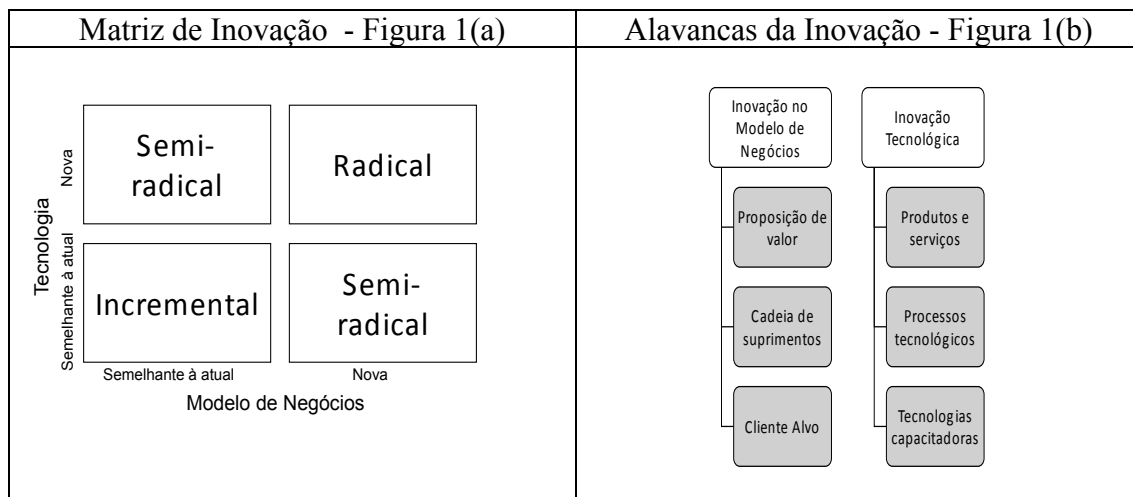 Matriz de Inovação - Figura 1(a)
Alavancas da Inovação - Figura 1(b)
Tecnologia
Nova
Semelhante à atual
Semi-
radical
Radical
Incremental
Semi-
radical
Semelhante à atual
Nova
Modelo de Negócios
Inovação no
Modelo de
Negócios
Proposição de
valor
Cadeia de
suprimentos
Cliente Alvo
Inovação
Tecnológica
Produtos e
serviços
Processos
tecnológicos
Tecnologias
capacitadoras